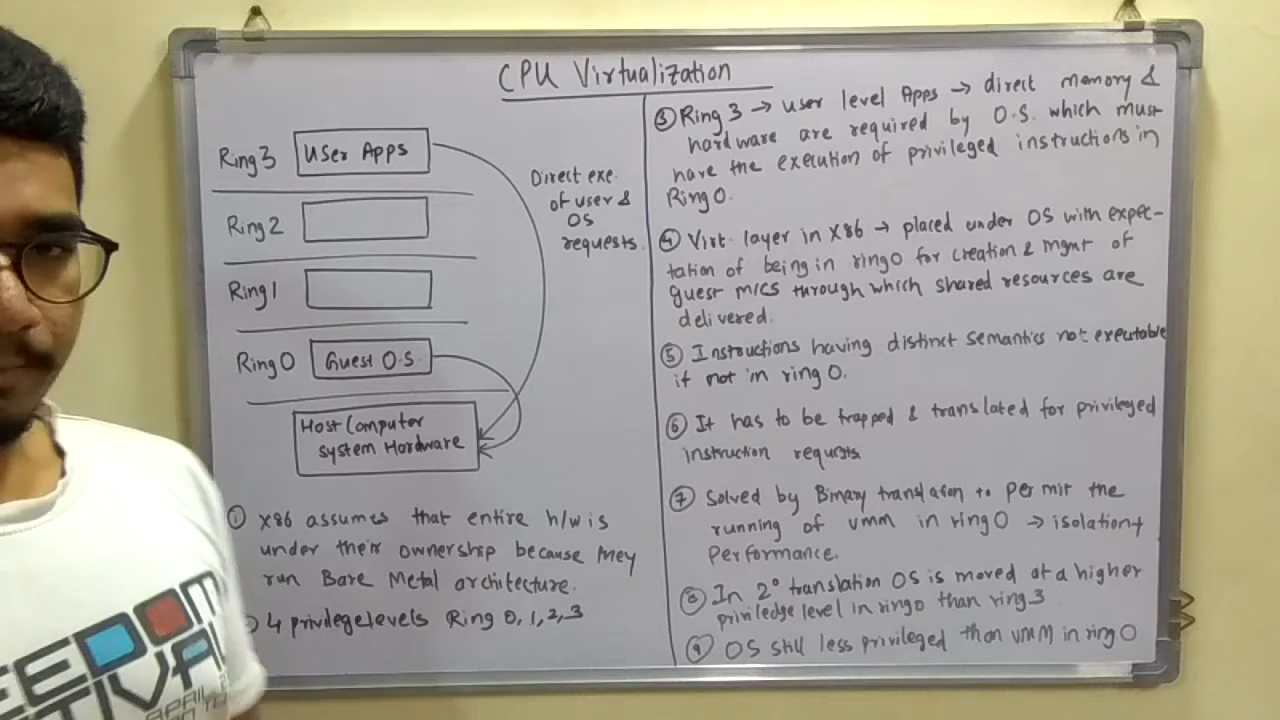 CPU Virtualization
Ring 3 User Apps
Ring 2
Ring 1
Ring 0 Guest O.S
Host Computer
system Hardware
Direct exe.
of user &
OS
requests.
① X86 assumes that entire h/w is
under their ownership because they
run Bare Metal architecture.
4 privilege levels Ring 0, 1, 2, 3
③ Ring 3 → user level Apps → direct memory &
hardware are required by O.S. which must
have the execution of privileged instructions in
Ring 0.
④ Virt. layer in X86 → placed under OS with expec-
tation of being in ring 0 for creation & mgmt of
guest m/cs through which shared resources are
delivered.
⑤ Instructions having distinct semantics not executable
if not in ring 0.
⑥ It has to be trapped & translated for privileged
instruction requests
⑦ Solved by Binary translation to permit the
running of VMM in ring 0 → isolation +
Performance.
⑧ In 2° translation OS is moved at a higher
priviledge level in ring 0 than ring 3
⑨ OS still less privileged than VMM in ring 0
EEDOM
TIVAL
APRIL